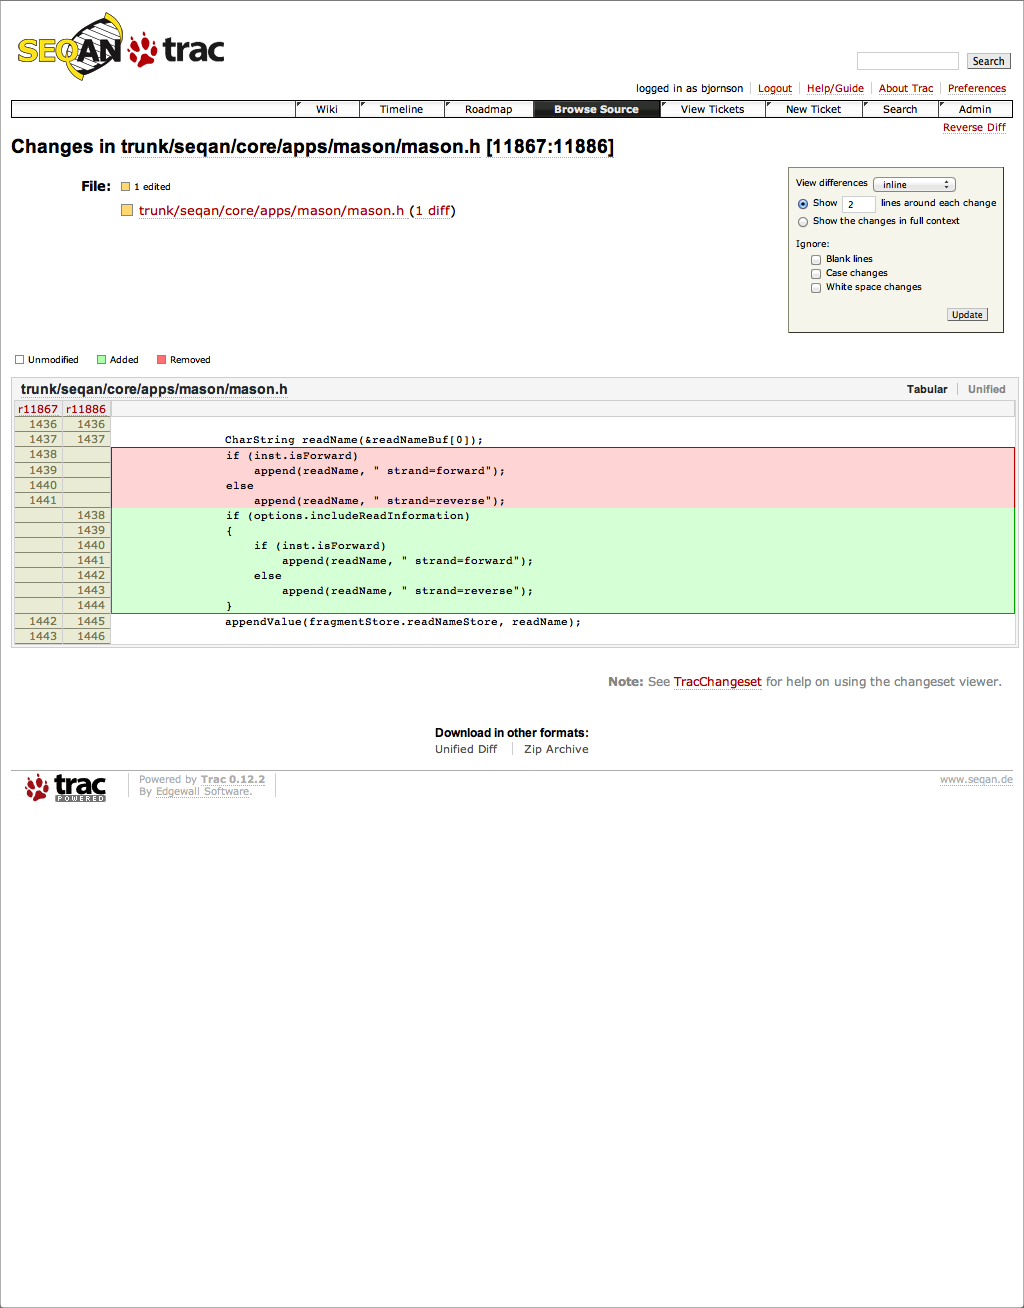 SEQAN trac
Search
logged in as bjornson Logout Help/Guide About Trac Preferences
Wiki Timeline Roadmap Browse Source View Tickets New Ticket Search Admin
Reverse Diff
Changes in trunk/seqan/core/apps/mason/mason.h [11867:11886]
File: 1 edited
trunk/seqan/core/apps/mason/mason.h (1 diff)
View differences inline
Show 2 lines around each change
Show the changes in full context
Ignore:
Blank lines
Case changes
White space changes
Update
Unmodified Added Removed
trunk/seqan/core/apps/mason/mason.h Tabular Unified
r11867 r11886
1436 1436
1437 1437 CharString readName(&readNameBuf[0]);
1438 if (inst.isForward)
1439 append(readName, " strand=forward");
1440 else
1441 append(readName, " strand=reverse");
1438 if (options.includeReadInformation)
1439 {
1440 if (inst.isForward)
1441 append(readName, " strand=forward");
1442 else
1443 append(readName, " strand=reverse");
1444 }
1442 1445 appendValue(fragmentStore.readNameStore, readName);
1443 1446
Note: See TracChangeset for help on using the changeset viewer.
Download in other formats:
Unified Diff Zip Archive
trac POWERED
Powered by Trac 0.12.2
By Edgewall Software.
www.seqan.de